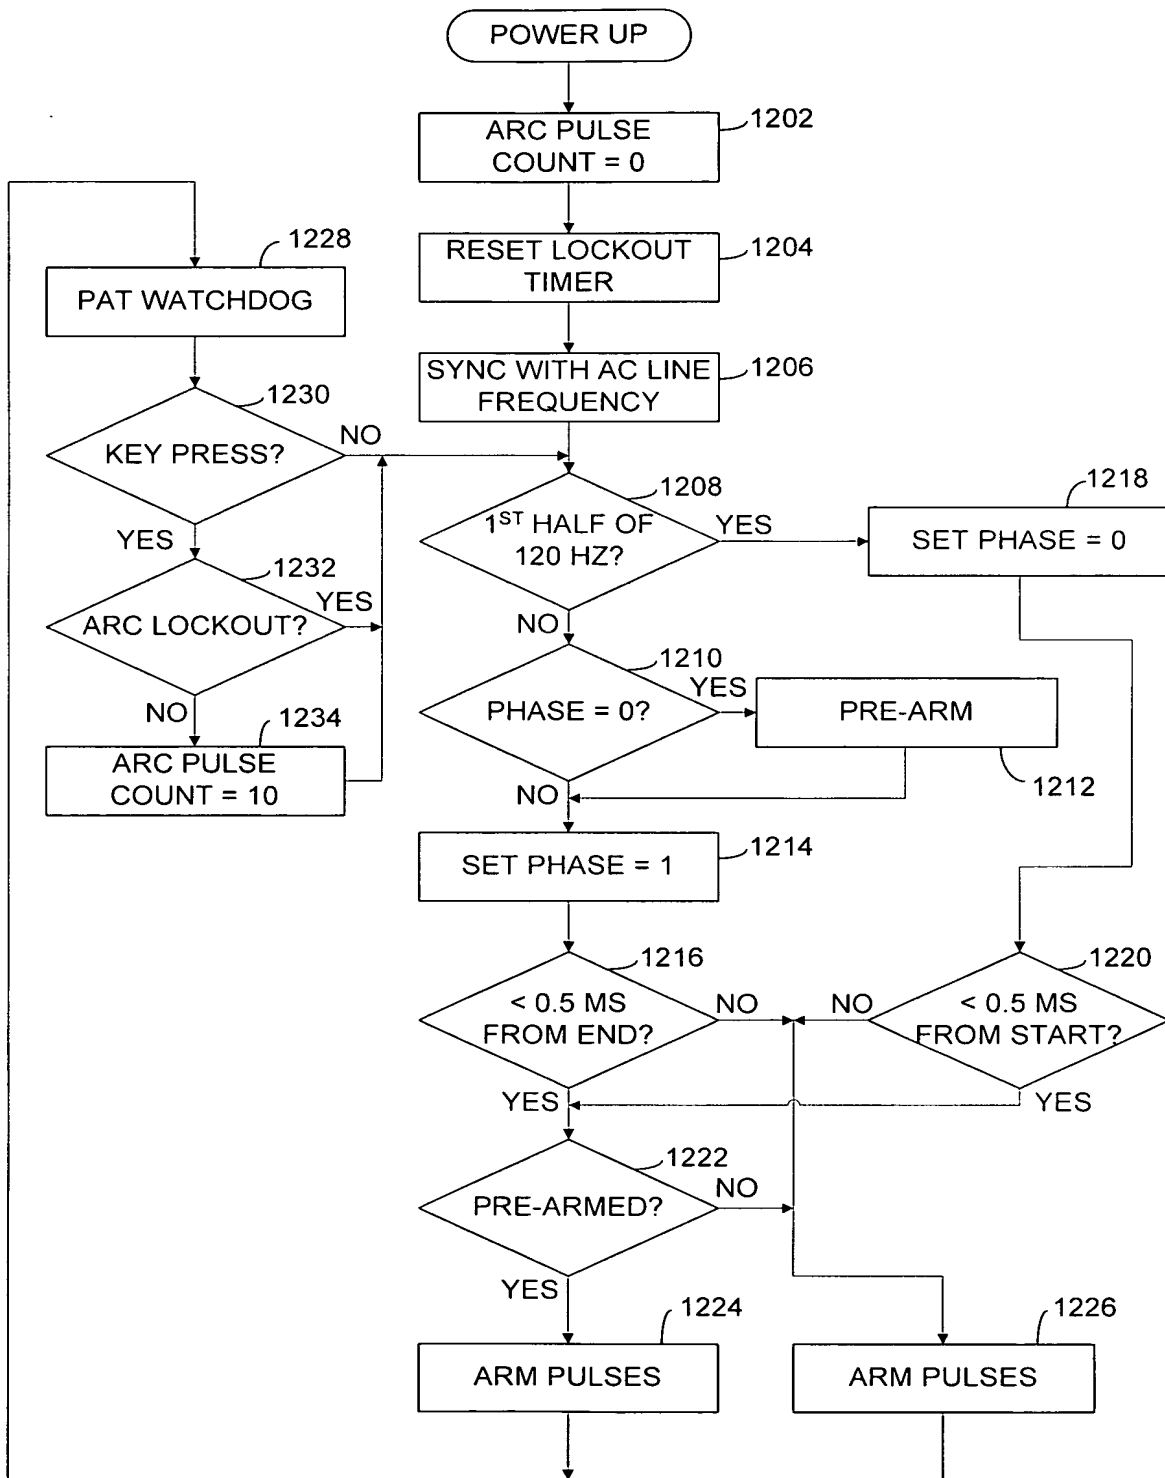 POWER UP
ARC PULSE
COUNT = 0
1202
RESET LOCKOUT
TIMER
1204
SYNC WITH AC LINE
FREQUENCY
1206
1228
PAT WATCHDOG
1230
KEY PRESS?
NO
YES
1232
ARC LOCKOUT?
YES
NO
1234
ARC PULSE
COUNT = 10
1208
1ST HALF OF
120 HZ?
YES
NO
1218
SET PHASE = 0
1210
PHASE = 0?
YES
NO
PRE-ARM
1212
SET PHASE = 1
1214
1216
< 0.5 MS
FROM END?
NO
YES
1220
< 0.5 MS
FROM START?
NO
YES
1222
PRE-ARMED?
NO
YES
1224
ARM PULSES
1226
ARM PULSES